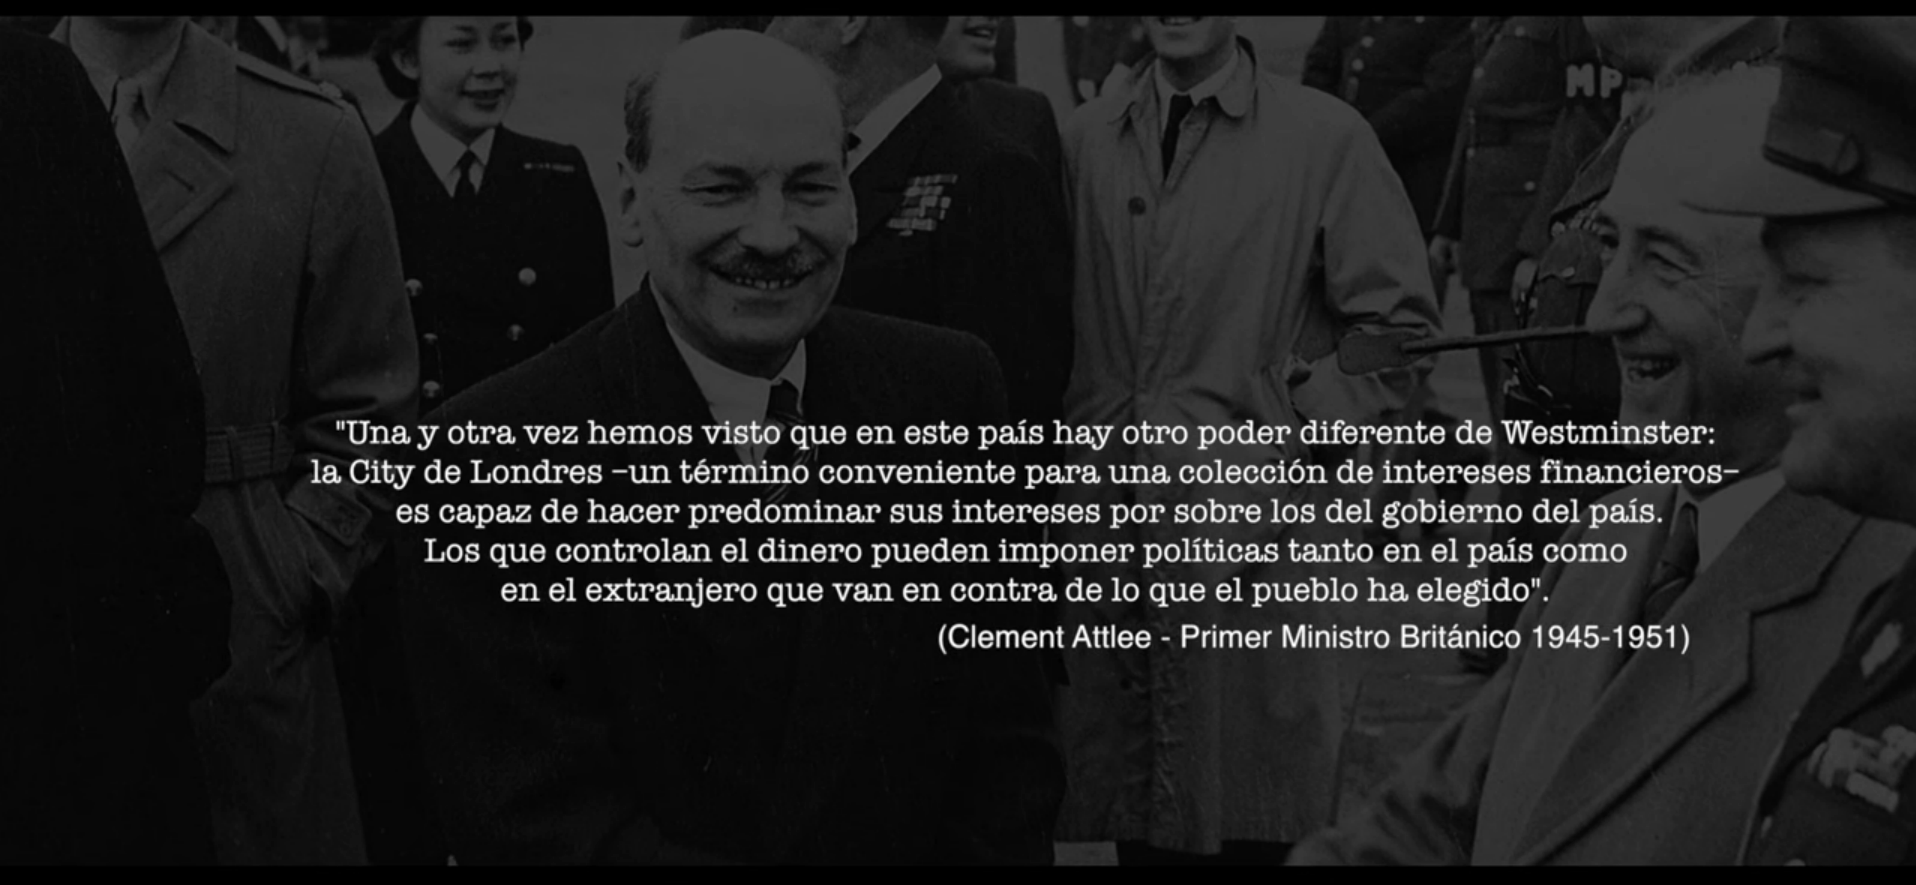 MP
"Una y otra vez hemos visto que en este país hay otro poder diferente de Westminster:
la City de Londres –un término conveniente para una colección de intereses financieros–
es capaz de hacer predominar sus intereses por sobre los del gobierno del país.
Los que controlan el dinero pueden imponer políticas tanto en el país como
en el extranjero que van en contra de lo que el pueblo ha elegido".
(Clement Attlee - Primer Ministro Británico 1945-1951)